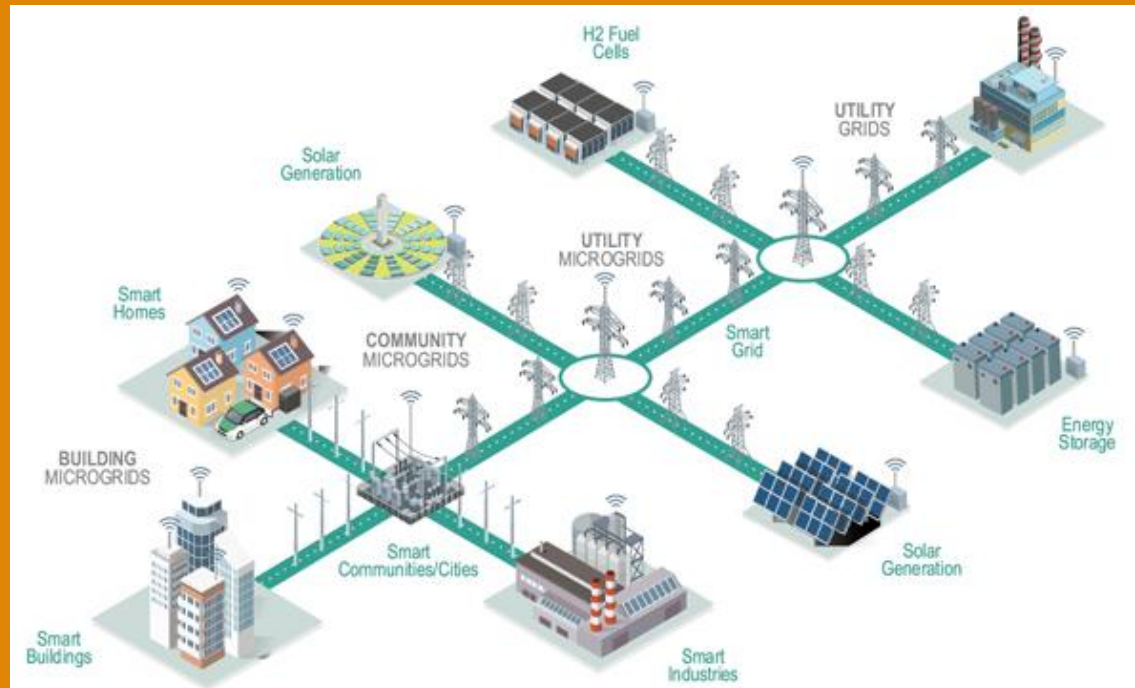 H2 Fuel
Cells
UTILITY
GRIDS
Solar
Generation
UTILITY
MICROGRIDS
Smart
Homes
COMMUNITY
MICROGRIDS
Smart
Grid
Energy
Storage
BUILDING
MICROGRIDS
Smart
Communities/Cities
Solar
Generation
Smart
Buildings
Smart
Industries